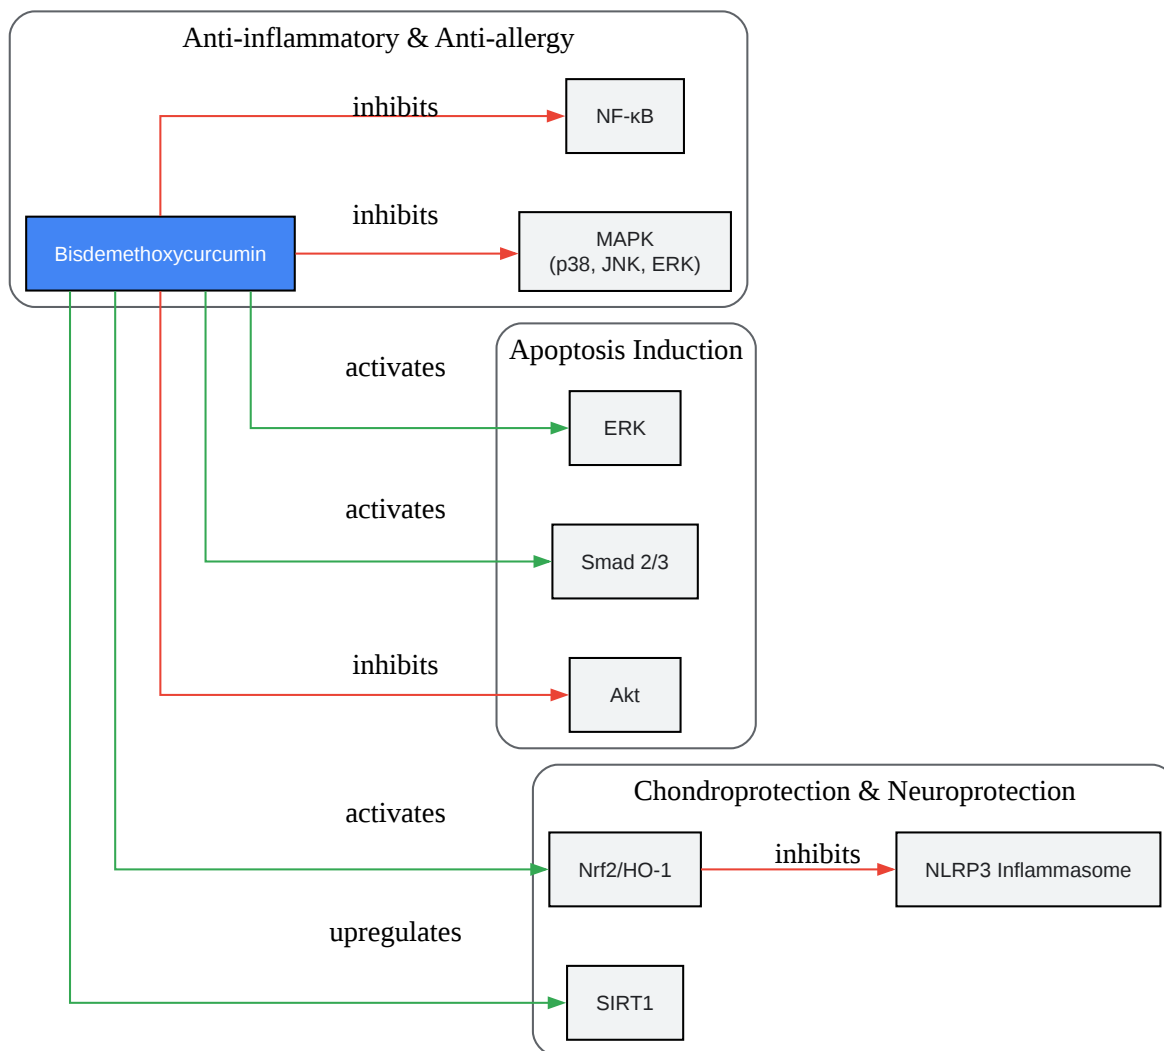 Anti-inflammatory & Anti-allergy
inhibits
NF-κB
inhibits
Bisdemethoxycurcumin
MAPK
(p38, JNK, ERK)
Apoptosis Induction
activates
ERK
activates
Smad 2/3
inhibits
Akt
Chondroprotection & Neuroprotection
activates
Nrf2/HO-1
inhibits
NLRP3 Inflammasome
upregulates
SIRT1